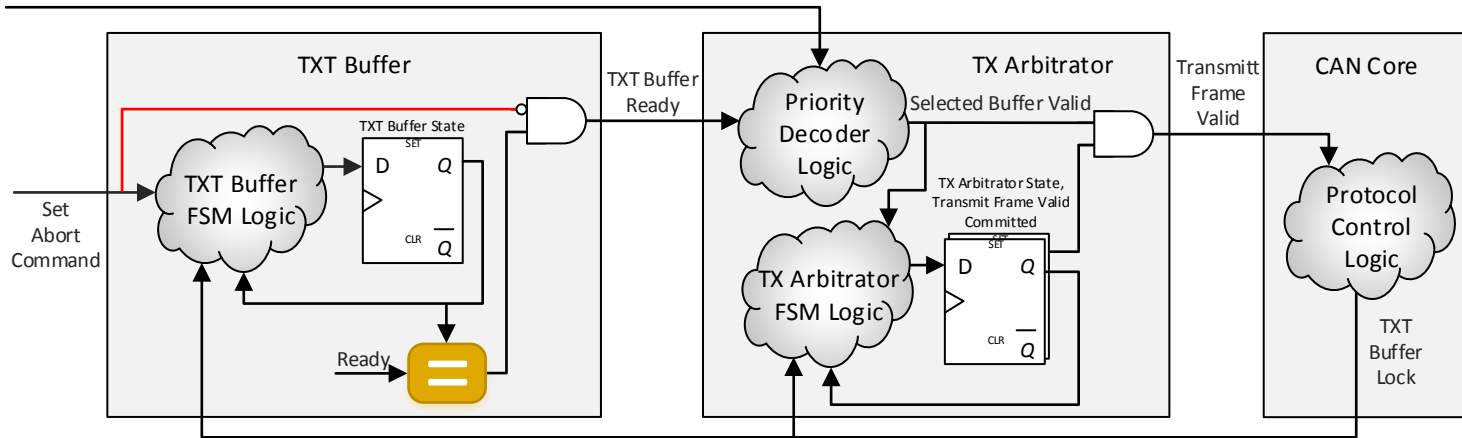 TXT Buffer
TXT Buffer State
SET
D
Q
CLR
Q
TXT Buffer
FSM Logic
Set
Abort
Command
Ready
TXT Buffer
Ready
TX Arbitrator
Priority
Decoder
Logic
Selected Buffer Valid
TX Arbitrator State,
Transmit Frame Valid
Committed
SET
SET
D
Q
CLR
Q
TX Arbitrator
FSM Logic
Transmitt
Frame
Valid
CAN Core
Protocol
Control
Logic
TXT
Buffer
Lock